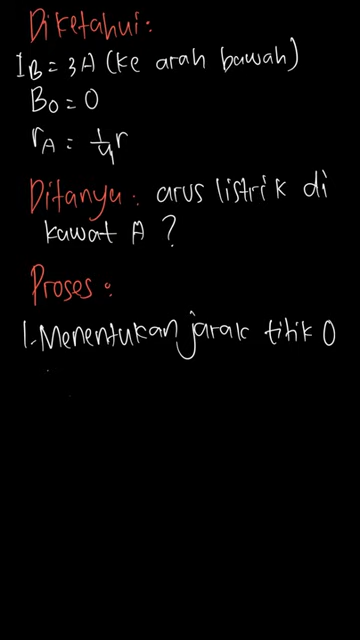 Diketahui:
IB = 3A (ke arah bawah)
B0 = 0
rA = 1/4 r
Ditanya: arus listrik di
kawat A ?
Proses:
1. Menentukan jarak titik O